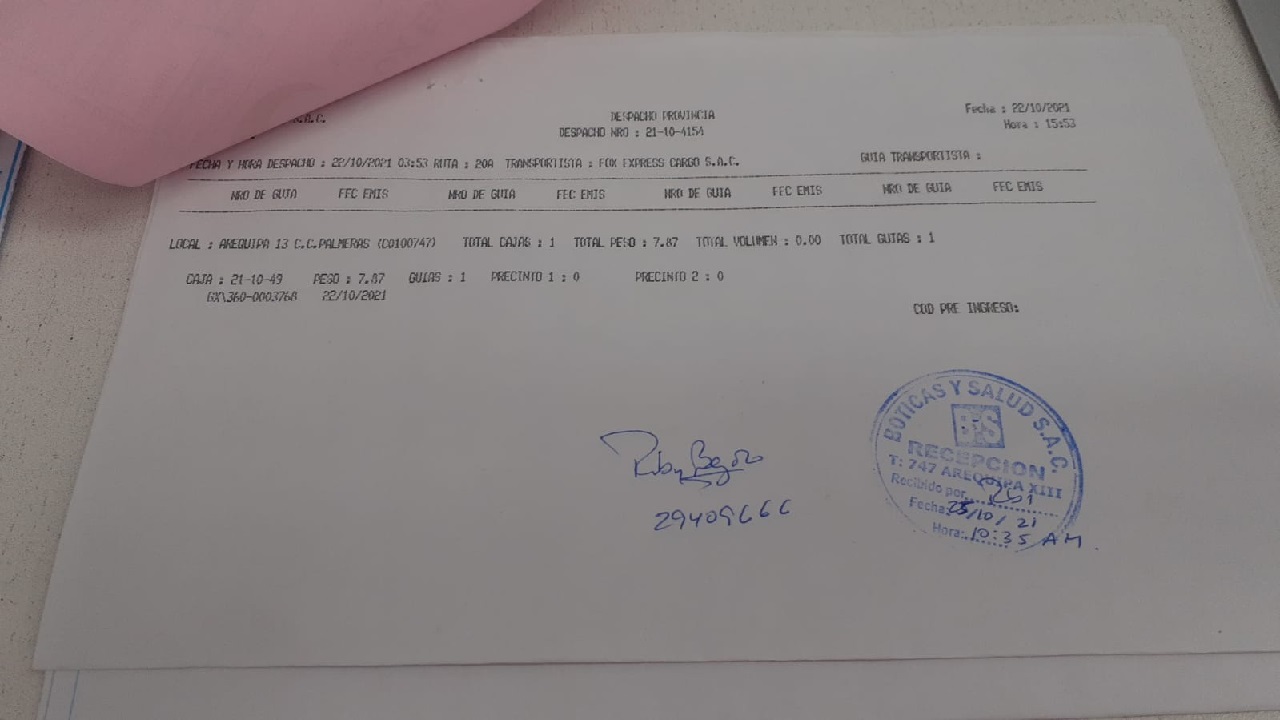 S.A.C.
DESPACHO PROVINCIA
Fecha : 22/10/2021
DESPACHO NRO : 21-10-4154
Hora : 15:53
FECHA Y HORA DESPACHO : 22/10/2021 03:53 RUTA : 20A TRANSPORTISTA : FOX EXPRESS CARGO S.A.C. GUIA TRANSPORTISTA :
NRO DE GUIA FEC EMIS NRO DE GUIA FEC EMIS NRO DE GUIA FEC EMIS NRO DE GUIA FEC EMIS
LOCAL : AREQUIPA 13 C.C.PALMERAS (C0100747) TOTAL CAJAS : 1 TOTAL PESO : 7.87 TOTAL VOLUMEN : 0.00 TOTAL GUIAS : 1
CAJA : 21-10-49 PESO : 7.87 GUIAS : 1 PRECINTO 1 : 0 PRECINTO 2 : 0
360-0003768 22/10/2021
COD PRE INGRESO:
BOTICAS Y SALUD S.A.C.
BS
RECEPCION
T: 747 AREQUIPA XIII
Recibido por
Fecha: 25/10/21
Hora: 10:35 AM.
29409666